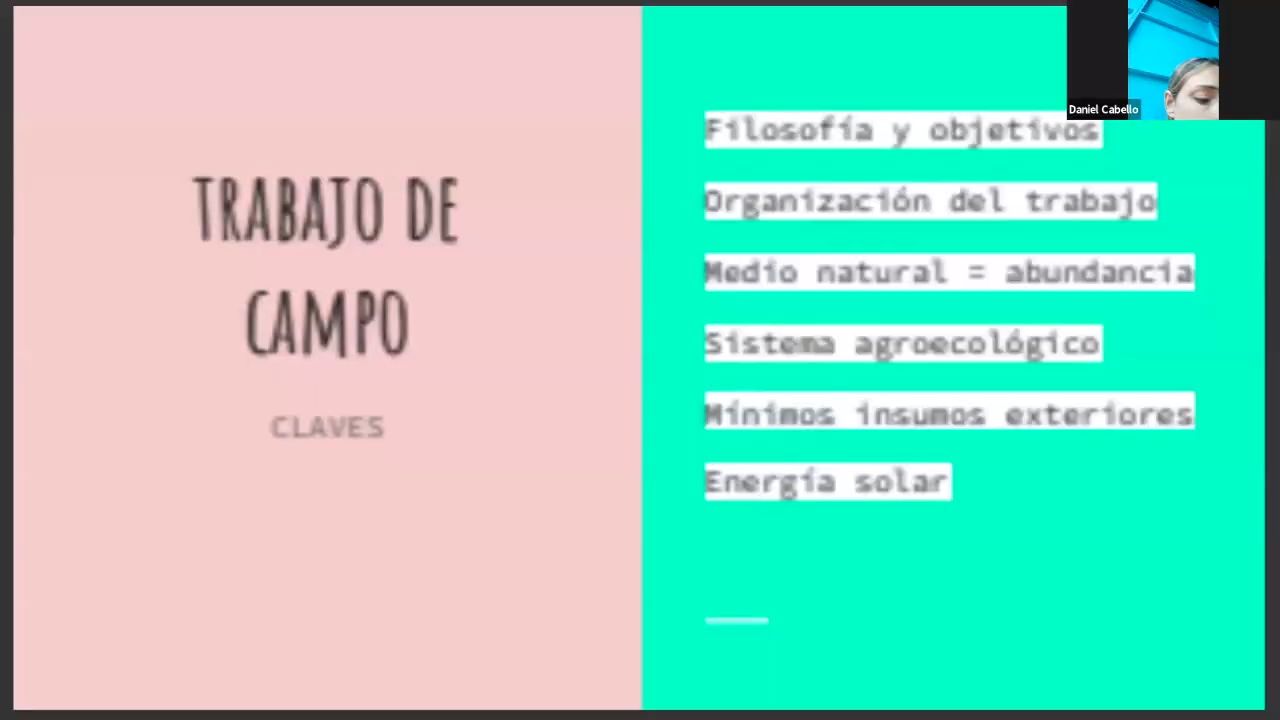 TRABAJO DE
CAMPO
CLAVES
Daniel Cabello
Filosofía y objetivos
Organización del trabajo
Medio natural = abundancia
Sistema agroecológico
Mínimos insumos exteriores
Energía solar